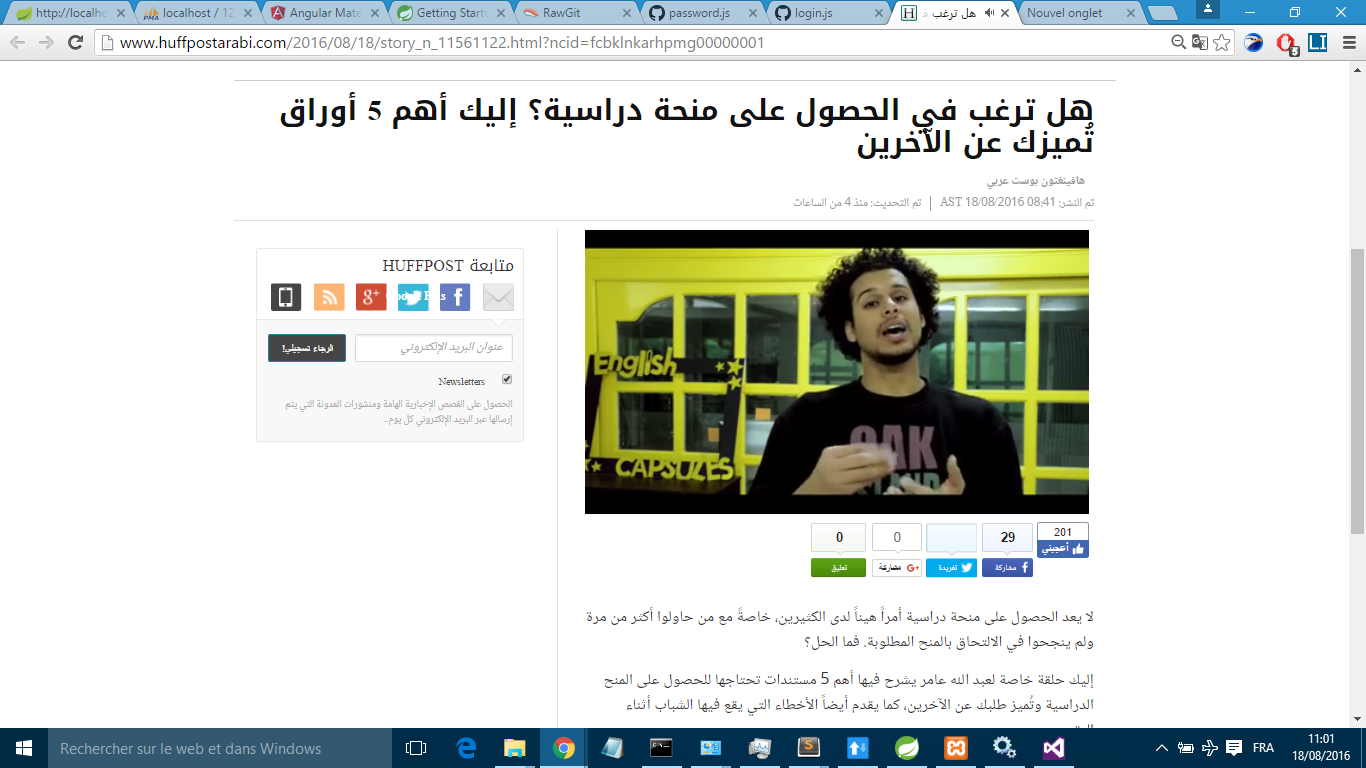 http://localho
localhost / 12
Angular Mate
Getting Starte
RawGit
password.js
login.js
هل ترغب ف
Nouvel onglet
www.huffpostarabi.com/2016/08/18/story_n_11561122.html?ncid=fcbklnkarhpmg00000001
هل ترغب في الحصول على منحة دراسية؟ إليك أهم 5 أوراق
تُميزك عن الآخرين
هافينغتون بوست عربي
تم النشر: 08:41 18/08/2016 AST | تم التحديث: منذ 4 من الساعات
متابعة HUFFPOST
عنوان البريد الإلكتروني
الرجاء تسجيلي!
Newsletters
الحصول على القصص الإخبارية الهامة ومنشورات المدونة التي يتم
إرسالها عبر البريد الإلكتروني كل يوم..
English
CAPSULES
OAK
201
29
0
0
أعجبني
مشاركة
تغريدة
مشاركة
تعليق
لا يعد الحصول على منحة دراسية أمراً هيناً لدى الكثيرين، خاصةً مع من حاولوا أكثر من مرة
ولم ينجحوا في الالتحاق بالمنح المطلوبة. فما الحل؟
إليك حلقة خاصة لعبد الله عامر يشرح فيها أهم 5 مستندات تحتاجها للحصول على المنح
الدراسية وتُميز طلبك عن الآخرين، كما يقدم أيضاً الأخطاء التي يقع فيها الشباب أثناء
Rechercher sur le web et dans Windows
FRA
11:01
18/08/2016